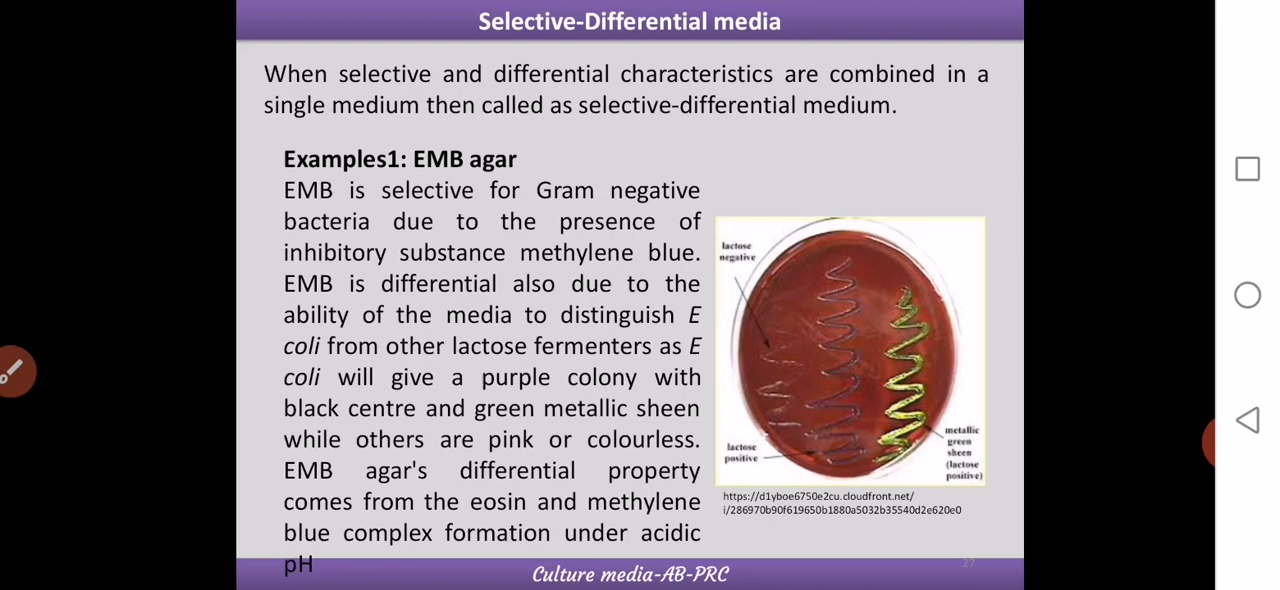 Selective-Differential media
When selective and differential characteristics are combined in a
single medium then called as selective-differential medium.
Examples1: EMB agar
EMB is selective for Gram negative
bacteria due to the presence of
inhibitory substance methylene blue.
EMB is differential also due to the
ability of the media to distinguish E
coli from other lactose fermenters as E
coli will give a purple colony with
black centre and green metallic sheen
while others are pink or colourless.
EMB agar's differential property
comes from the eosin and methylene
blue complex formation under acidic
pH
lactose
negative
lactose
positive
metallic
green
sheen
(lactose
positive)
https://d1yboe6750e2cu.cloudfront.net/
i/286970b90f619650b1880a5032b35540d2e620e0
27
Culture media-AB-PRC